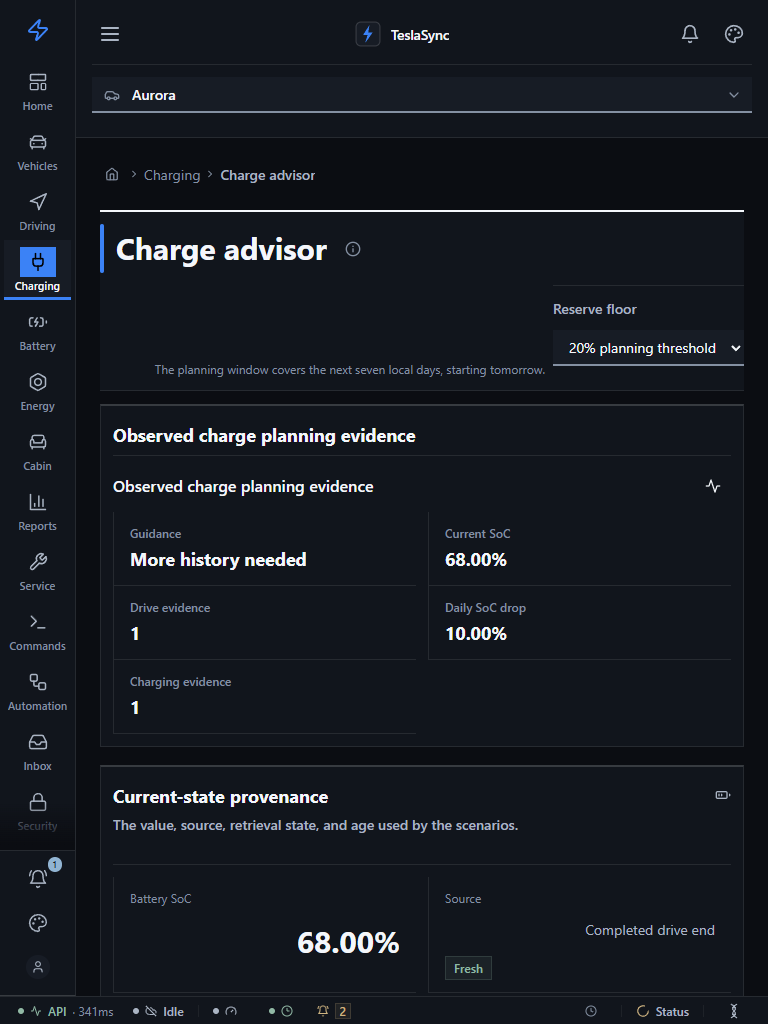 TeslaSync
Home
Vehicles
Driving
Charging
Battery
Energy
Cabin
Reports
Service
Commands
Automation
Inbox
Security
1
Aurora
Charging
Charge advisor
Charge advisor
Reserve floor
20% planning threshold
The planning window covers the next seven local days, starting tomorrow.
Observed charge planning evidence
Observed charge planning evidence
Guidance
More history needed
Current SoC
68.00%
Drive evidence
1
Daily SoC drop
10.00%
Charging evidence
1
Current-state provenance
The value, source, retrieval state, and age used by the scenarios.
Battery SoC
68.00%
Source
Completed drive end
Fresh
API · 341ms
Idle
2
Status